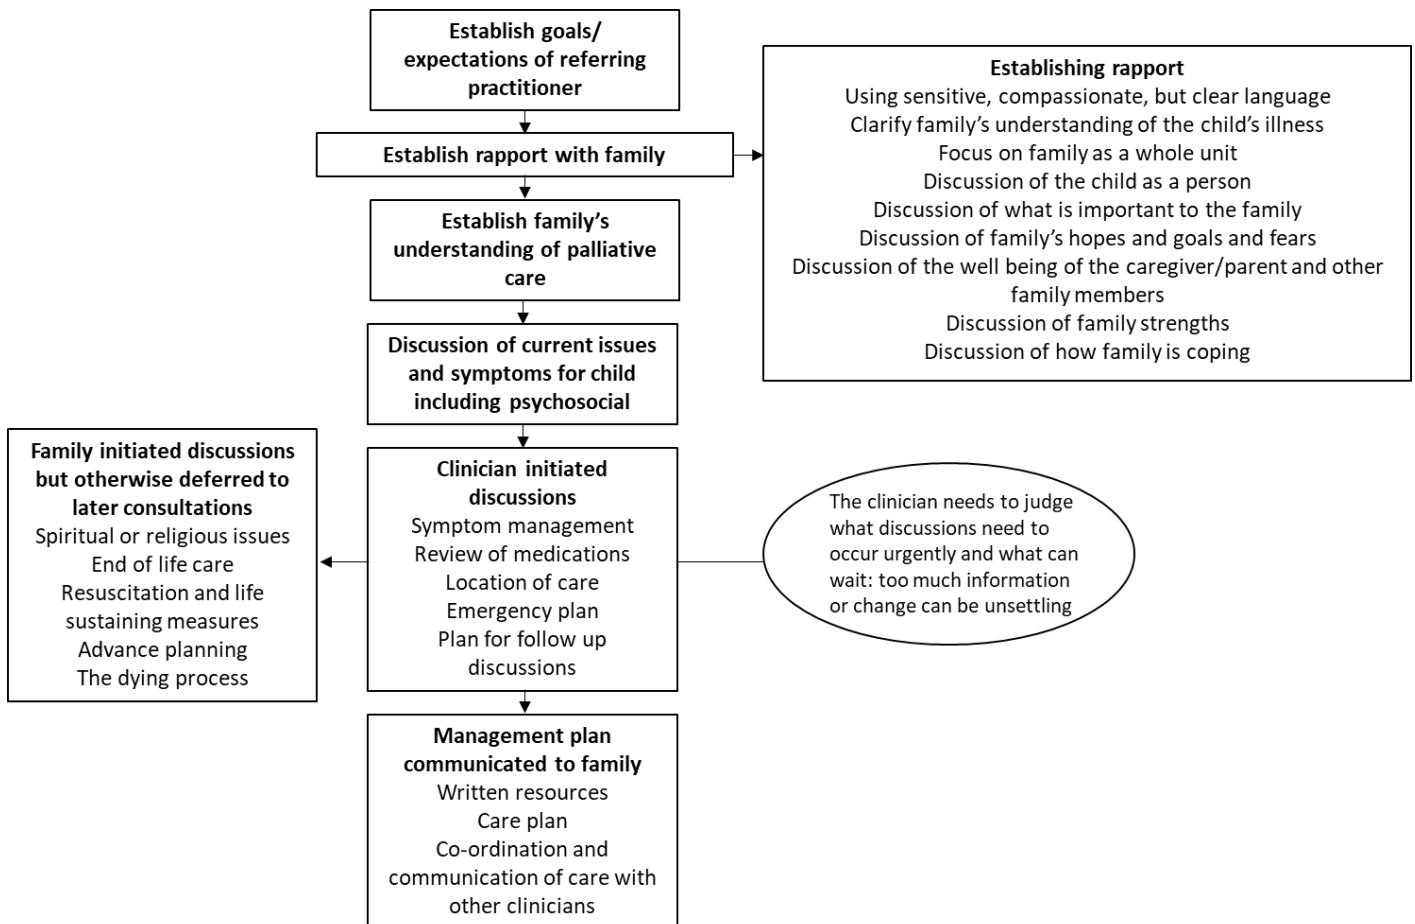 Establish goals/
expectations of referring
practitioner
Establish rapport with family
Establishing rapport
Using sensitive, compassionate, but clear language
Clarify family's understanding of the child's illness
Focus on family as a whole unit
Discussion of the child as a person
Discussion of what is important to the family
Discussion of family's hopes and goals and fears
Discussion of the well being of the caregiver/parent and other
family members
Discussion of family strengths
Discussion of how family is coping
Establish family's
understanding of palliative
care
Discussion of current issues
and symptoms for child
including psychosocial
Family initiated discussions
but otherwise deferred to
later consultations
Spiritual or religious issues
End of life care
Resuscitation and life
sustaining measures
Advance planning
The dying process
Clinician initiated
discussions
Symptom management
Review of medications
Location of care
Emergency plan
Plan for follow up
discussions
The clinician needs to judge
what discussions need to
occur urgently and what can
wait: too much information
or change can be unsettling
Management plan
communicated to family
Written resources
Care plan
Co-ordination and
communication of care with
other clinicians